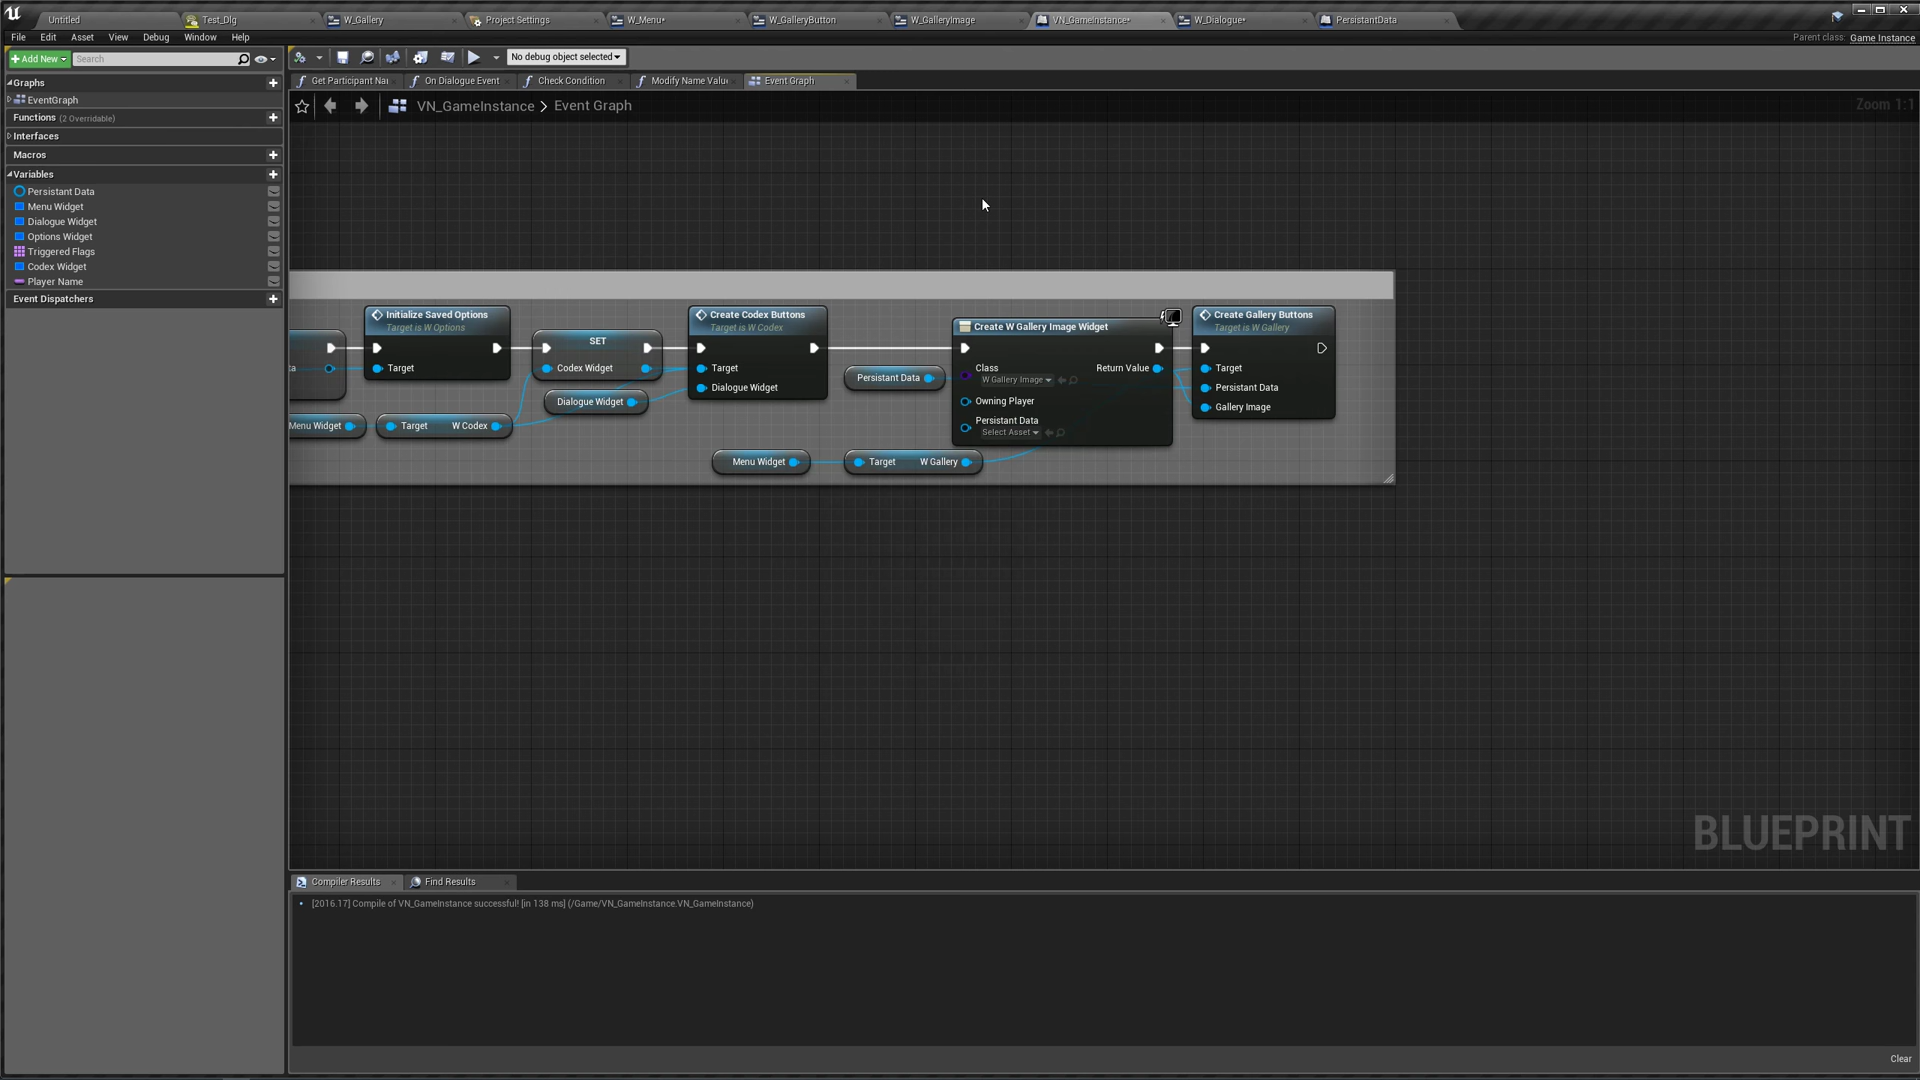 Untitled
Test_Dlg
W_Gallery
Project Settings
W_Menu*
W_GalleryButton
W_GalleryImage
VN_GameInstance*
W_Dialogue*
PersistantData
File Edit Asset View Debug Window Help
Parent class: Game Instance
Add New
Search
No debug object selected
Get Participant Nai
On Dialogue Event
Check Condition
Modify Name Valu
Event Graph
Graphs
EventGraph
Functions (2 Overridable)
Interfaces
Macros
Variables
Persistant Data
Menu Widget
Dialogue Widget
Options Widget
Triggered Flags
Codex Widget
Player Name
Event Dispatchers
VN_GameInstance > Event Graph
Zoom 1:1
Initialize Saved Options
Target is W Options
Target
ta
Menu Widget
Target W Codex
SET
Codex Widget
Dialogue Widget
Create Codex Buttons
Target is W Codex
Target
Dialogue Widget
Persistant Data
Menu Widget
Target W Gallery
Create W Gallery Image Widget
Class
W Gallery Image
Return Value
Owning Player
Persistant Data
Select Asset
Create Gallery Buttons
Target is W Gallery
Target
Persistant Data
Gallery Image
BLUEPRINT
Compiler Results
Find Results
[2016.17] Compile of VN_GameInstance successful! [in 138 ms] (/Game/VN_GameInstance.VN_GameInstance)
Clear